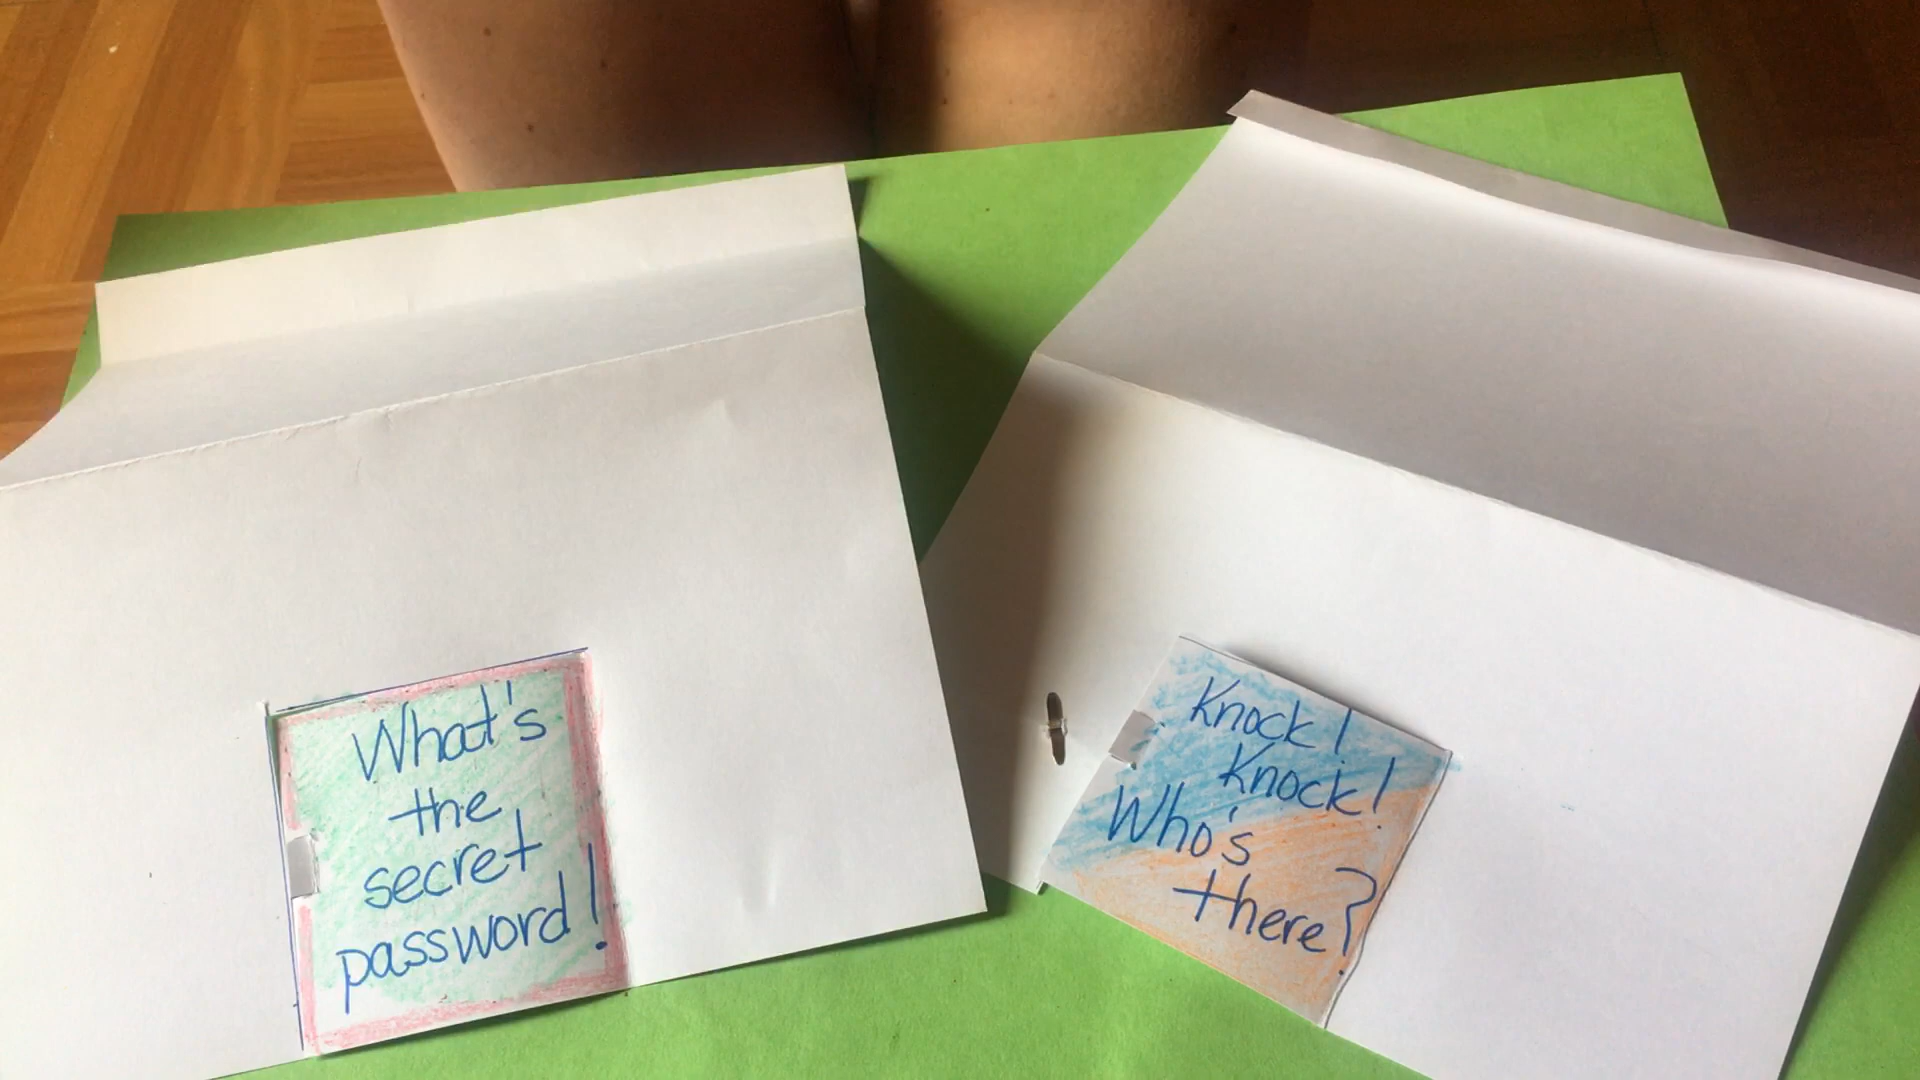 What's
the
secret
password!
Knock!
Knock!
Who's
there?